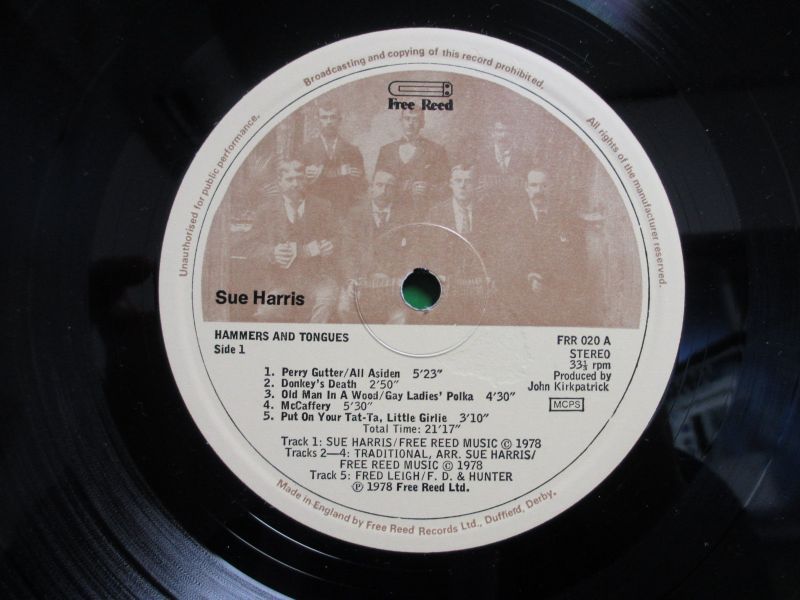 Broadcasting and copying of this record prohibited.
Unauthorised for public performance.
All rights of the manufacturer reserved.
Free Reed
Sue Harris
HAMMERS AND TONGUES
Side 1
FRR 020 A
STEREO
33⅓ rpm
Produced by
John Kirkpatrick
MCPS
1. Perry Gutter/All Asiden 5'23"
2. Donkey's Death 2'50"
3. Old Man In A Wood/Gay Ladies' Polka 4'30"
4. McCaffery 5'30"
5. Put On Your Tat-Ta, Little Girlie 3'10"
Total Time: 21'17"
Track 1: SUE HARRIS/FREE REED MUSIC © 1978
Tracks 2—4: TRADITIONAL, ARR. SUE HARRIS/
FREE REED MUSIC © 1978
Track 5: FRED LEIGH/F. D. & HUNTER
℗ 1978 Free Reed Ltd.
Made in England by Free Reed Records Ltd., Duffield, Derby.